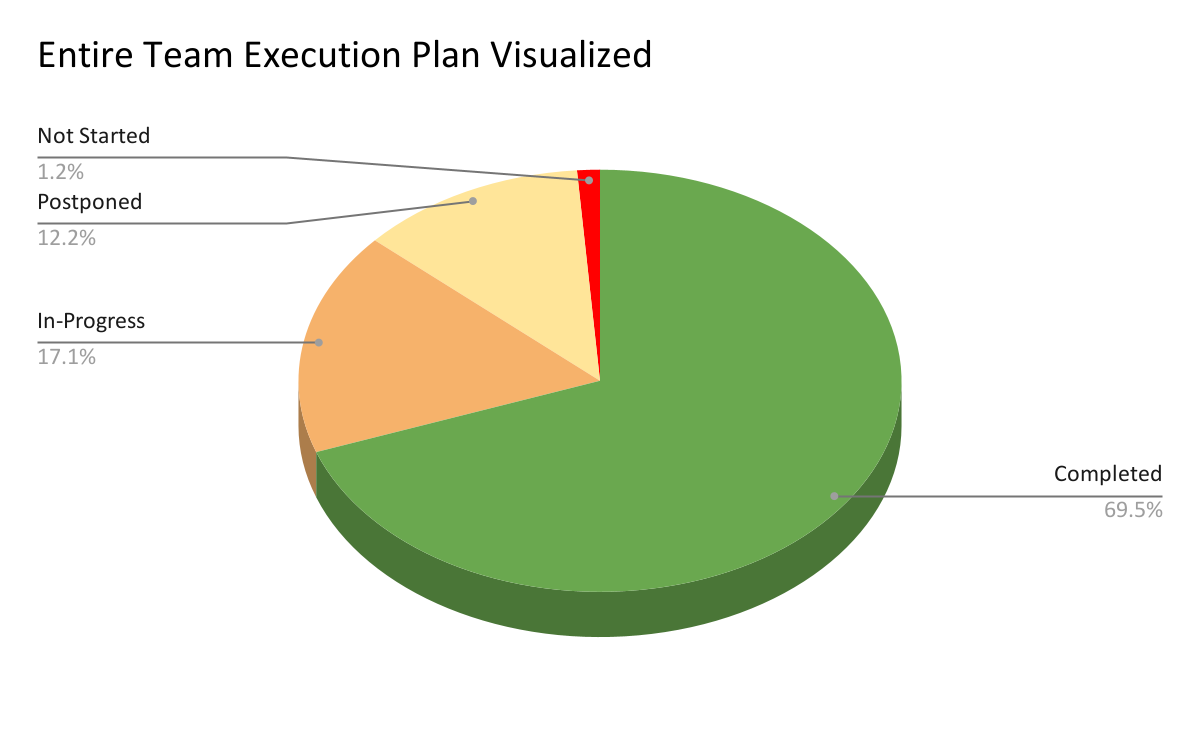 Entire Team Execution Plan Visualized
Not Started
1.2%
Postponed
12.2%
In-Progress
17.1%
Completed
69.5%